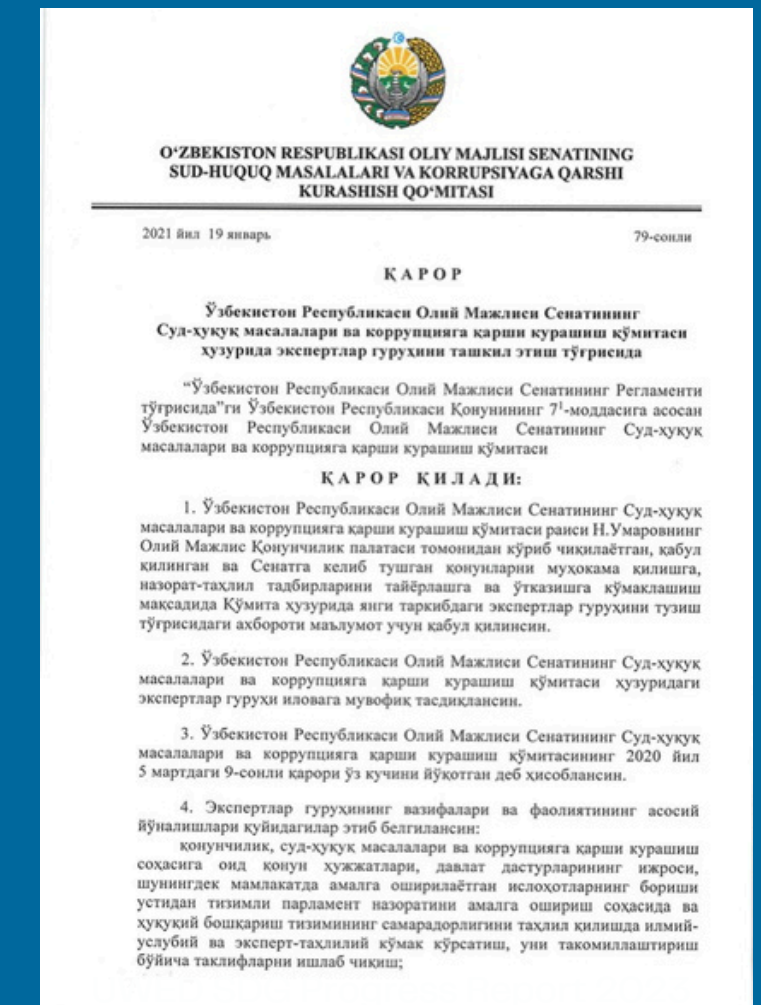 O‘ZBEKISTON RESPUBLIKASI OLIY MAJLISI SENATINING
SUD-HUQUQ MASALALARI VA KORRUPSIYAGA QARSHI
KURASHISH QO‘MITASI
2021 йил 19 январь 79-сонли
ҚАРОР
Ўзбекистон Республикаси Олий Мажлиси Сенатининг
Суд-ҳуқуқ масалалари ва коррупцияга қарши курашиш қўмитаси
ҳузурида экспертлар гуруҳини ташкил этиш тўғрисида
“Ўзбекистон Республикаси Олий Мажлиси Сенатининг Регламенти
тўғрисида”ги Ўзбекистон Республикаси Қонунининг 7¹-моддасига асосан
Ўзбекистон Республикаси Олий Мажлиси Сенатининг Суд-ҳуқуқ
масалалари ва коррупцияга қарши курашиш қўмитаси
ҚАРОР ҚИЛАДИ:
1. Ўзбекистон Республикаси Олий Мажлиси Сенатининг Суд-ҳуқуқ
масалалари ва коррупцияга қарши курашиш қўмитаси раиси Н.Умаровнинг
Олий Мажлис Қонунчилик палатаси томонидан кўриб чиқилаётган, қабул
қилинган ва Сенатга келиб тушган қонунларни муҳокама қилишга,
назорат-таҳлил тадбирларини тайёрлашга ва ўтказишга кўмаклашиш
мақсадида Қўмита ҳузурида янги таркибдаги экспертлар гуруҳини тузиш
тўғрисидаги ахбороти маълумот учун қабул қилинсин.
2. Ўзбекистон Республикаси Олий Мажлиси Сенатининг Суд-ҳуқуқ
масалалари ва коррупцияга қарши курашиш қўмитаси ҳузуридаги
экспертлар гуруҳи иловага мувофиқ тасдиқлансин.
3. Ўзбекистон Республикаси Олий Мажлиси Сенатининг Суд-ҳуқуқ
масалалари ва коррупцияга қарши курашиш қўмитасининг 2020 йил
5 мартдаги 9-сонли қарори ўз кучини йўқотган деб ҳисоблансин.
4. Экспертлар гуруҳининг вазифалари ва фаолиятининг асосий
йўналишлари қуйидагилар этиб белгилансин:
қонунчилик, суд-ҳуқуқ масалалари ва коррупцияга қарши курашиш
соҳасига оид қонун ҳужжатлари, давлат дастурларининг ижроси,
шунингдек мамлакатда амалга оширилаётган ислоҳотларнинг бориши
устидан тизимли парламент назоратини амалга ошириш соҳасида ва
ҳуқуқий бошқариш тизимининг самарадорлигини таҳлил қилишда илмий-
услубий ва эксперт-таҳлилий кўмак кўрсатиш, уни такомиллаштириш
бўйича таклифларни ишлаб чиқиш;